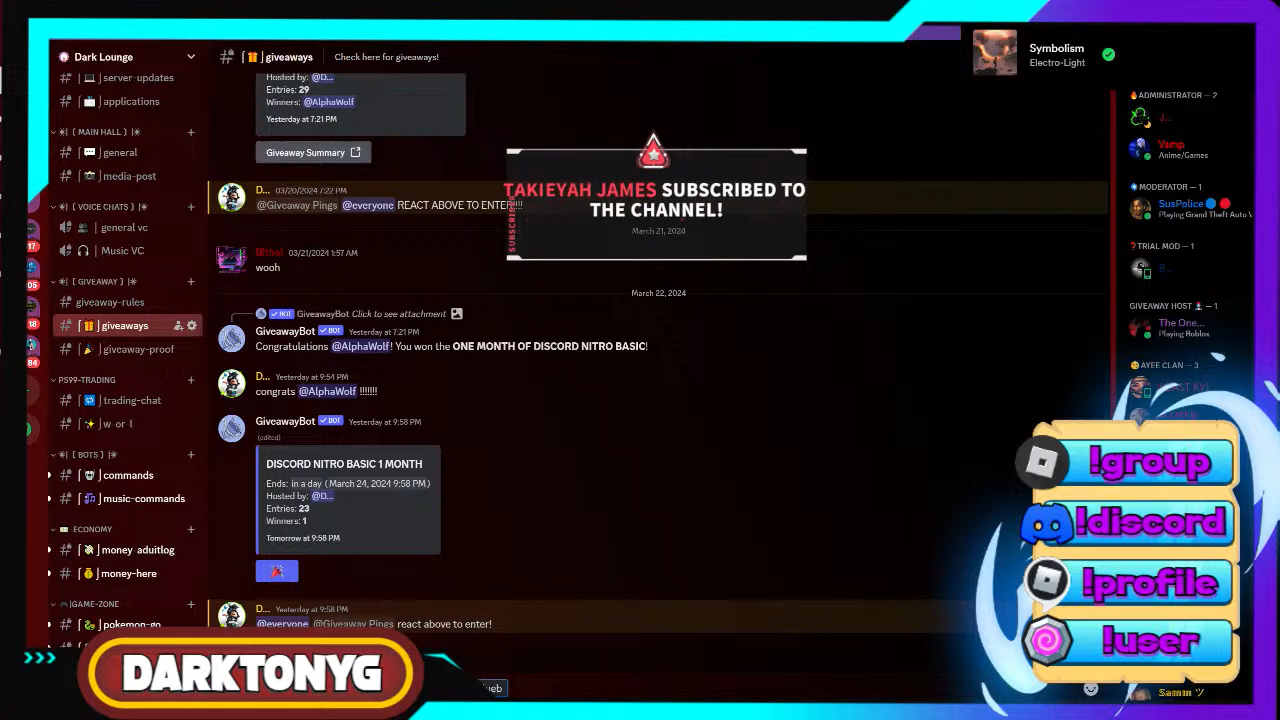 Dark Lounge
server-updates
applications
[ MAIN HALL ]
general
media-post
[ VOICE CHATS ]
general vc
Music VC
[ GIVEAWAY ]
giveaway-rules
giveaways
giveaway-proof
PS99-TRADING
trading-chat
w-or-l
[ BOTS ]
commands
music-commands
ECONOMY
money-aduitlog
money-here
|GAME-ZONE
pokemon-go
17
05
18
84
[ 🎁 ] giveaways
Check here for giveaways!
Hosted by: @D...
Entries: 29
Winners: @AlphaWolf
Yesterday at 7:21 PM
Giveaway Summary
D... 03/20/2024 7:22 PM
@Giveaway Pings @everyone REACT ABOVE TO ENTER!!!!
TAKIEYAH JAMES SUBSCRIBED TO
THE CHANNEL!
SUBSCRIBER
March 21, 2024
03/21/2024 1:57 AM
wooh
March 22, 2024
BOT GiveawayBot Click to see attachment
GiveawayBot BOT Yesterday at 7:21 PM
Congratulations @AlphaWolf! You won the ONE MONTH OF DISCORD NITRO BASIC!
D... Yesterday at 9:54 PM
congrats @AlphaWolf !!!!!!!
GiveawayBot BOT Yesterday at 9:58 PM
(edited)
DISCORD NITRO BASIC 1 MONTH
Ends: in a day (March 24, 2024 9:58 PM)
Hosted by: @D...
Entries: 23
Winners: 1
Tomorrow at 9:58 PM
D... Yesterday at 9:58 PM
@everyone @Giveaway Pings react above to enter!
Symbolism
Electro-Light
ADMINISTRATOR — 2
J...
Vamp
Anime/Games
MODERATOR — 1
SusPolice
Playing Grand Theft Auto V
TRIAL MOD — 1
B...
GIVEAWAY HOST — 1
The One...
Playing Roblox
AYEE CLAN — 3
!group
!discord
!profile
!user
Sammm ツ
DARKTONYG